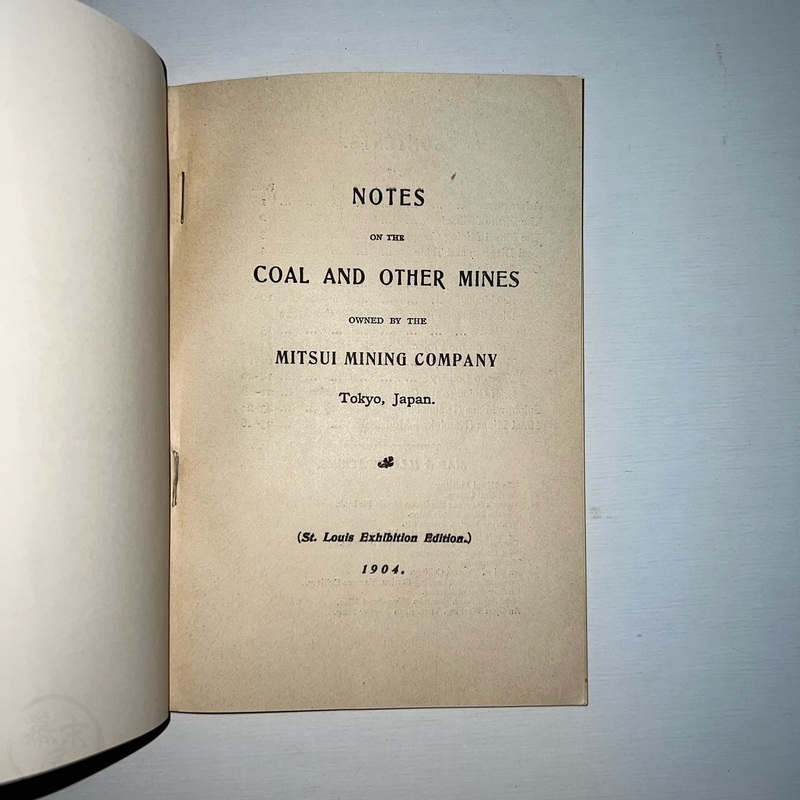 NOTES
ON THE
COAL AND OTHER MINES
OWNED BY THE
MITSUI MINING COMPANY
Tokyo, Japan.
(St. Louis Exhibition Edition.)
1904.